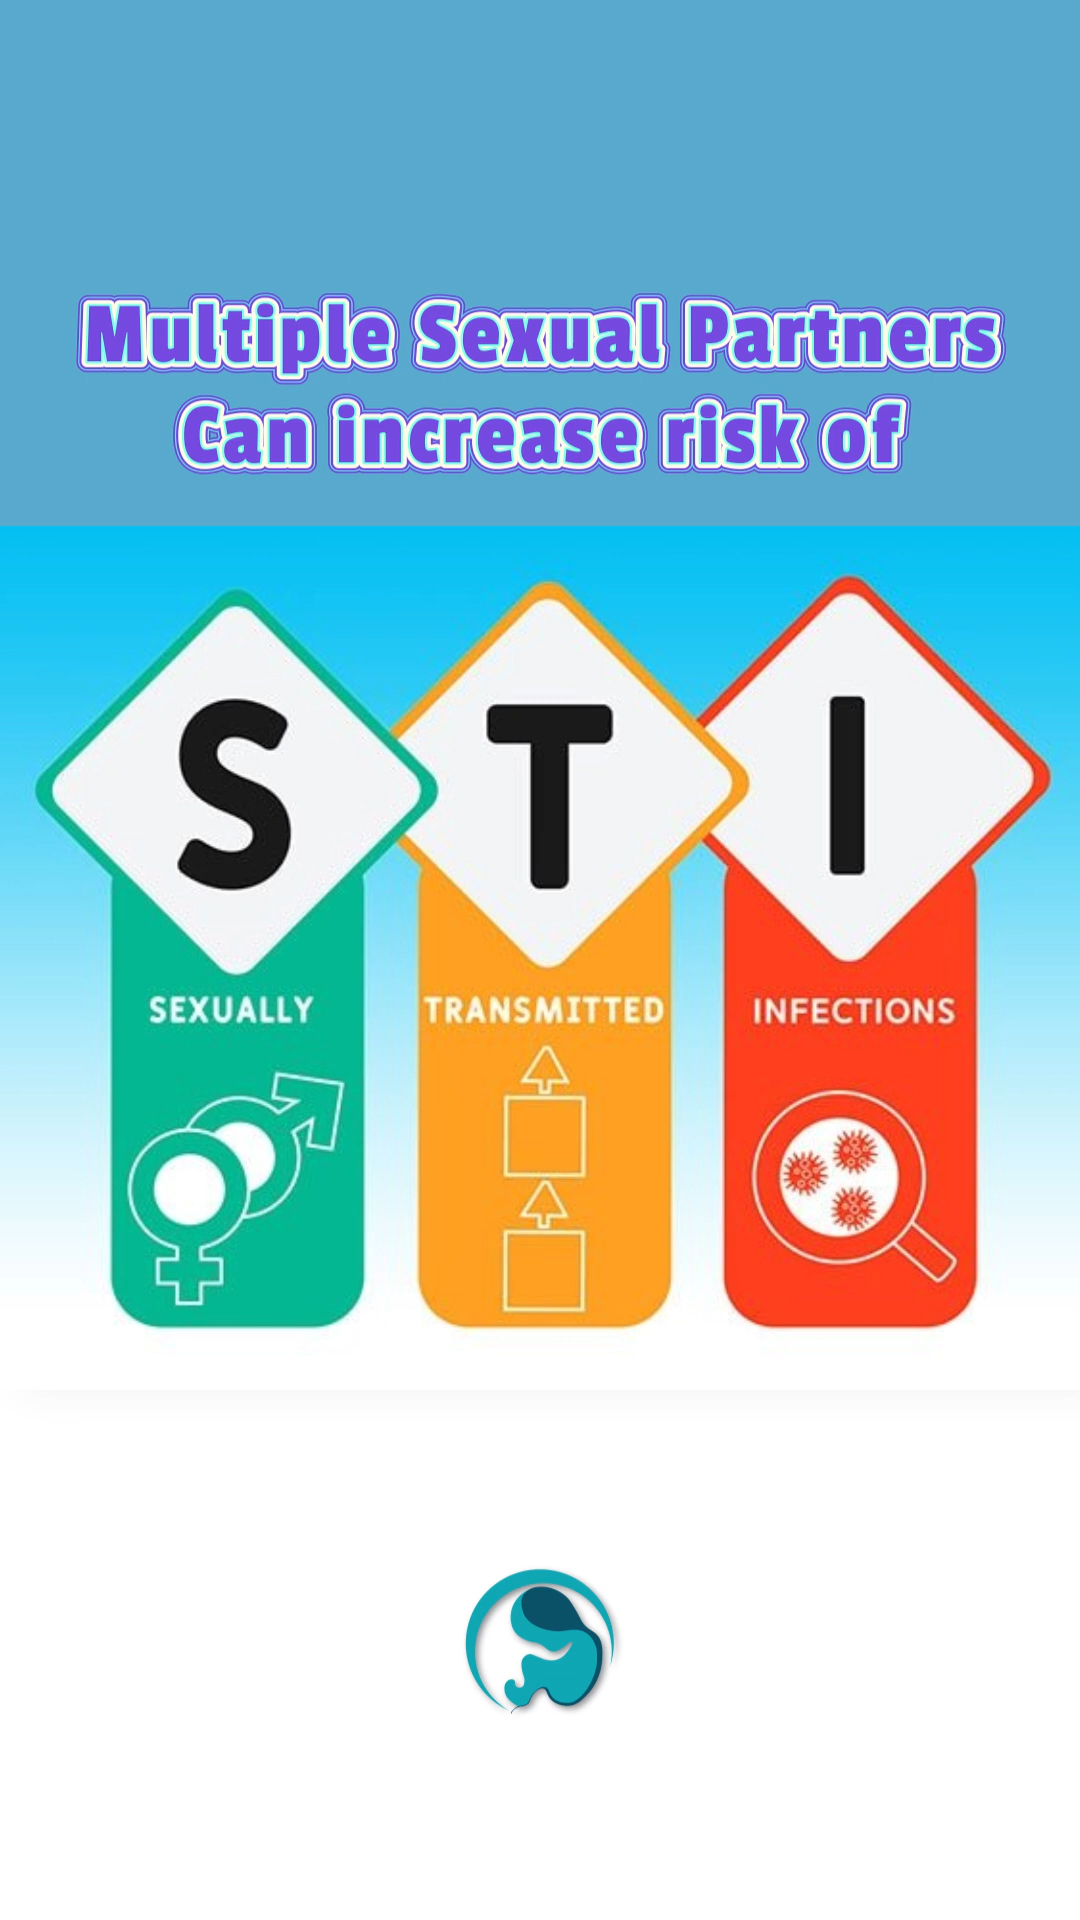 Multiple Sexual Partners
Can increase risk of
S T I
SEXUALLY TRANSMITTED INFECTIONS